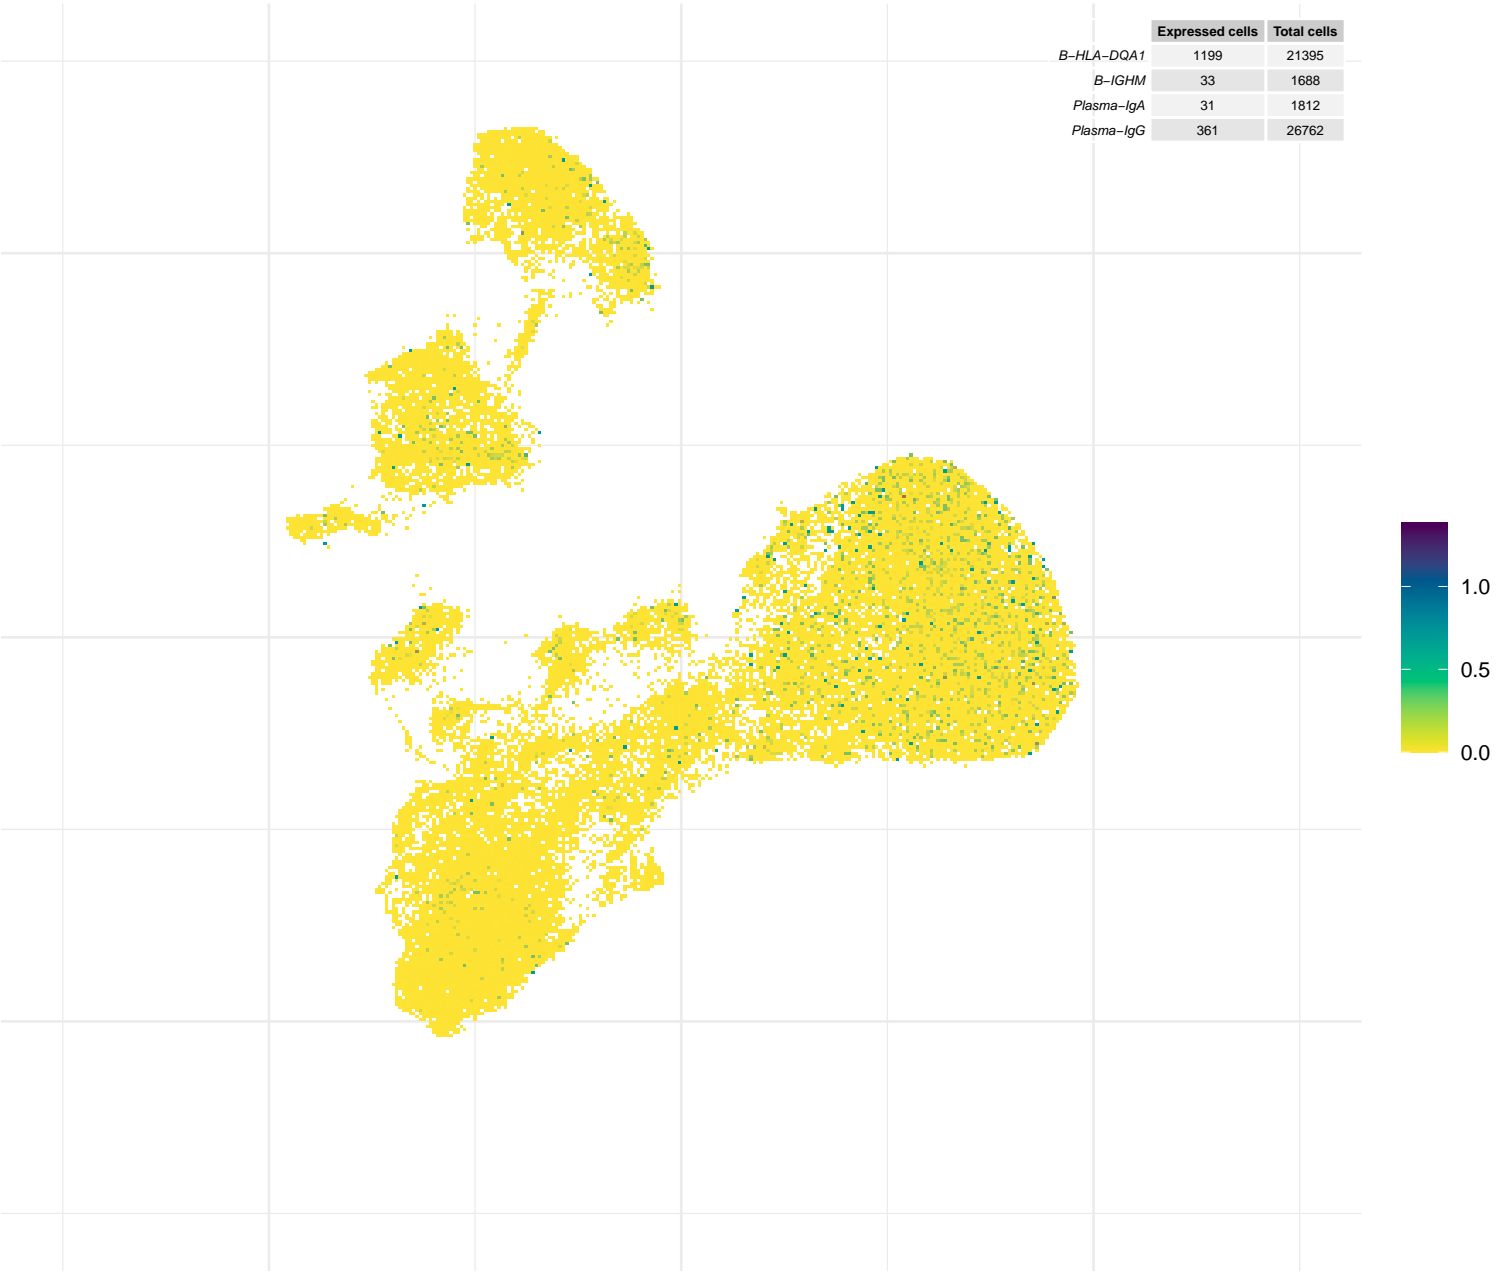 Expressed cells Total cells
B−HLA−DQA1 1199 21395
B−IGHM 33 1688
Plasma−IgA 31 1812
Plasma−IgG 361 26762
1.0
0.5
0.0